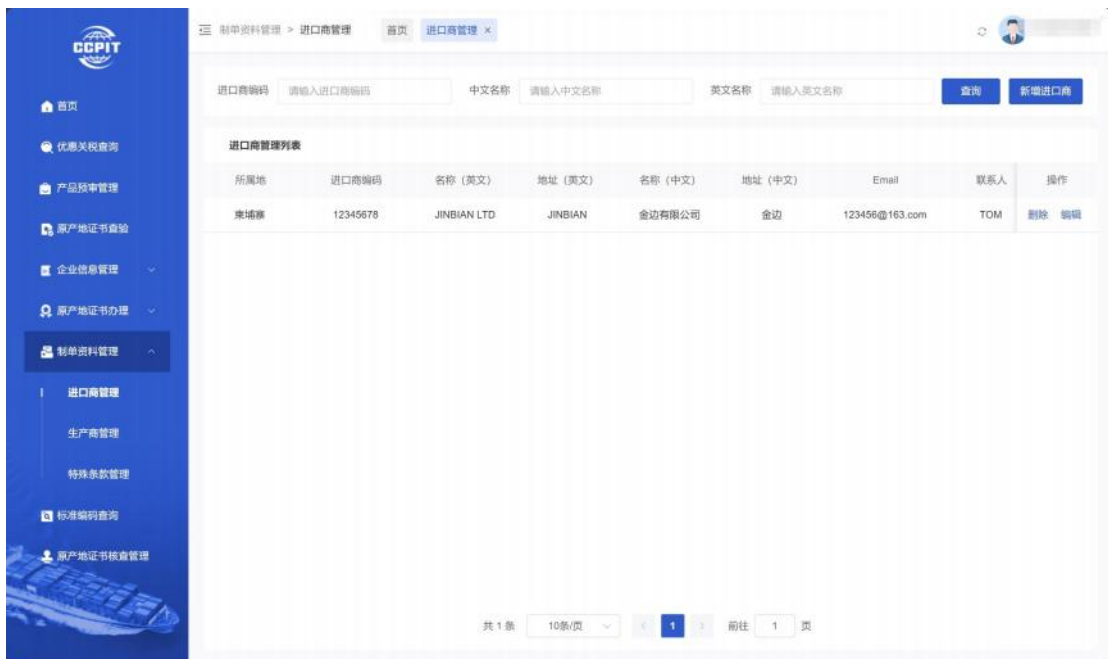 CCPIT
首页
优惠关税查询
产品预审管理
原产地证书查验
企业信息管理
原产地证书办理
制单资料管理
进口商管理
生产商管理
特殊条款管理
标准编码查询
原产地证书核查管理
制单资料管理 > 进口商管理 首页 进口商管理 ×
进口商编码 请输入进口商编码 中文名称 请输入中文名称 英文名称 请输入英文名称 查询 新增进口商
进口商管理列表
所属地 进口商编码 名称（英文） 地址（英文） 名称（中文） 地址（中文） Email 联系人 操作
柬埔寨 12345678 JINBIAN LTD JINBIAN 金边有限公司 金边 123456@163.com TOM 删除 编辑
共 1 条 10条/页 < 1 > 前往 1 页